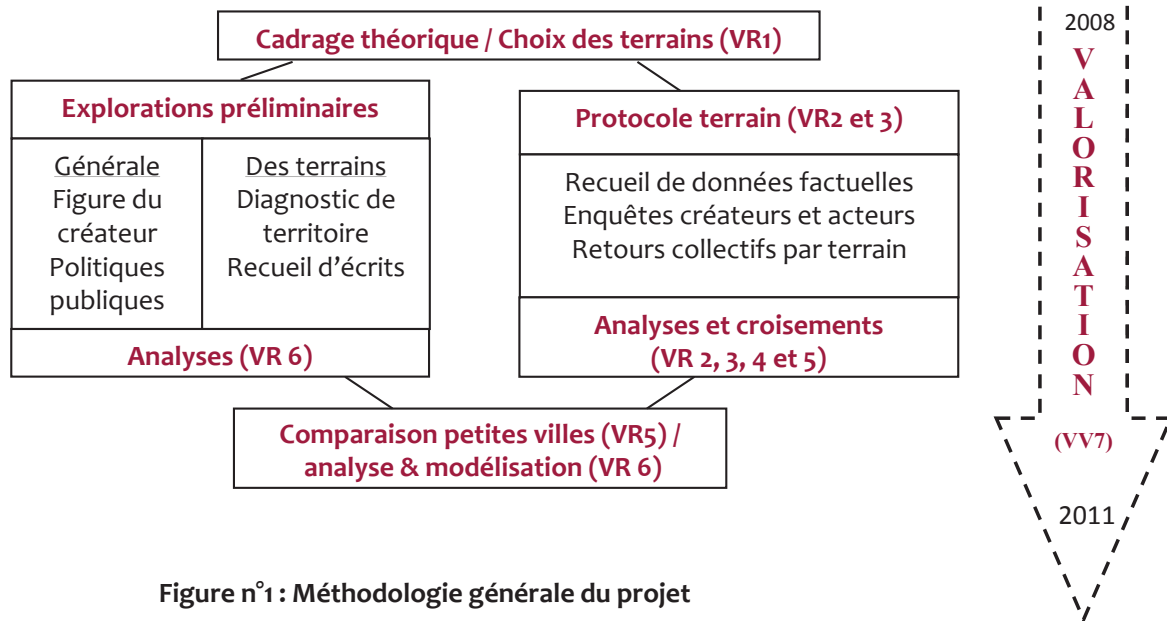 Cadrage théorique / Choix des terrains (VR1)
Explorations préliminaires
Générale
Figure du
créateur
Politiques
publiques
Des terrains
Diagnostic de
territoire
Recueil d'écrits
Analyses (VR 6)
Protocole terrain (VR2 et 3)
Recueil de données factuelles
Enquêtes créateurs et acteurs
Retours collectifs par terrain
Analyses et croisements
(VR 2, 3, 4 et 5)
Comparaison petites villes (VR5) /
analyse & modélisation (VR 6)
2008
VALORISATION
(VV7)
2011
Figure n°1 : Méthodologie générale du projet